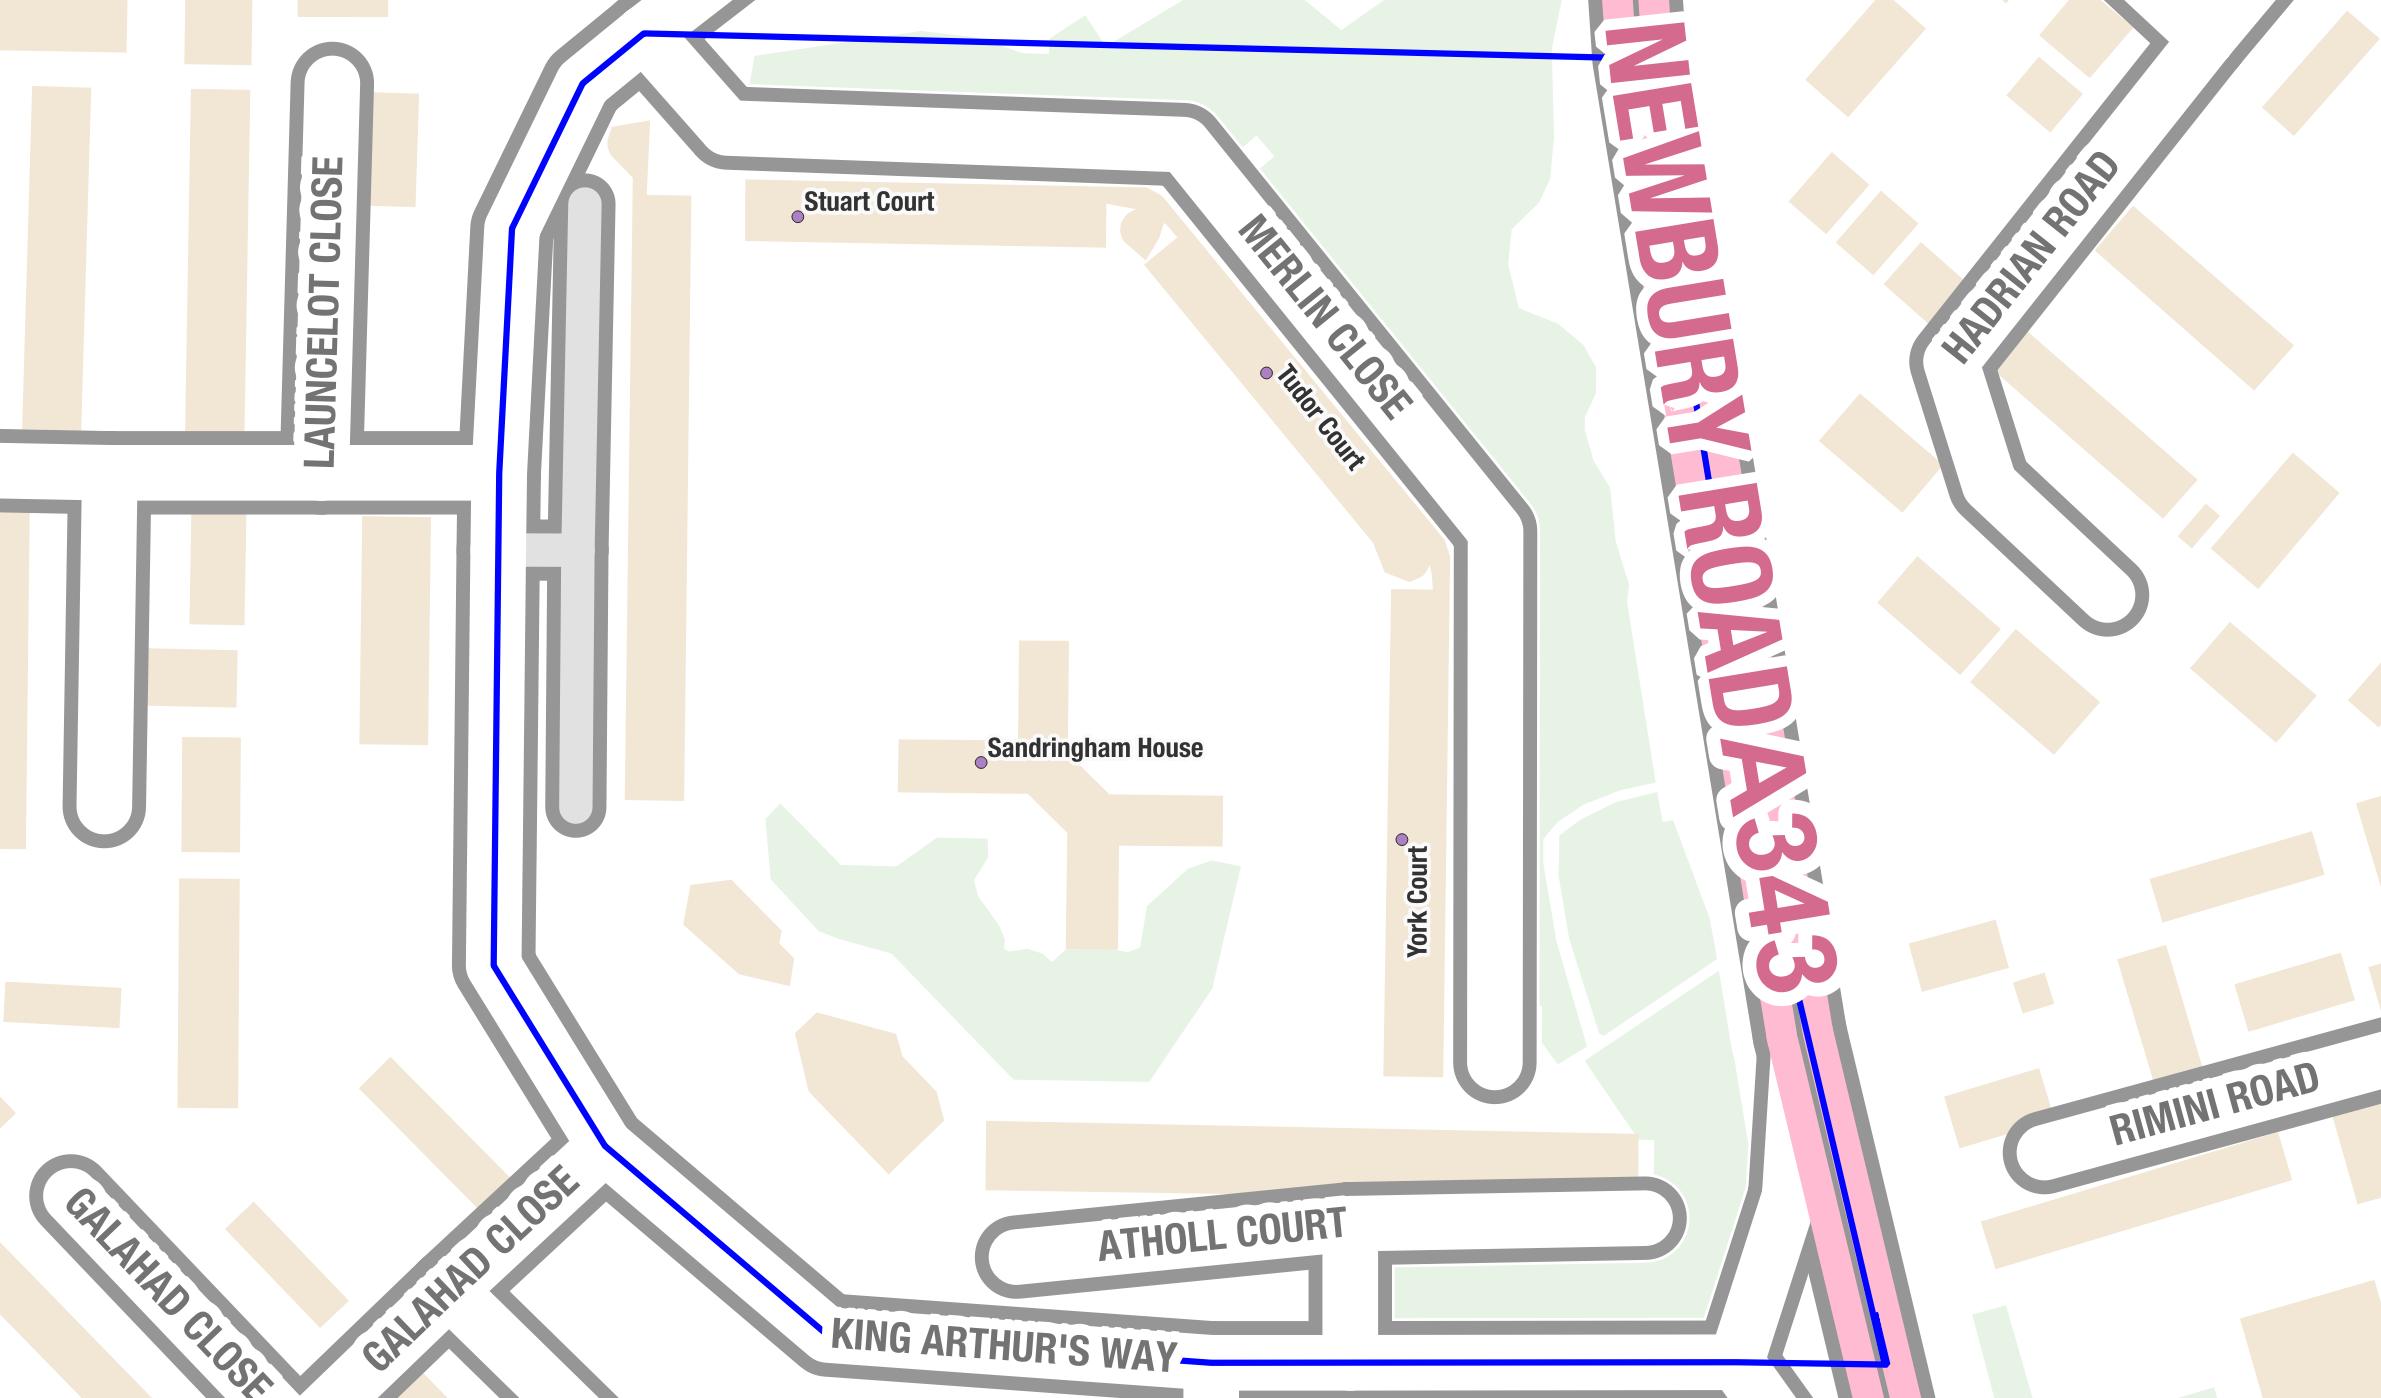 NEWBURY ROAD A343
LAUNCELOT CLOSE
Stuart Court
MERLIN CLOSE
HADRIAN ROAD
Tudor Court
Sandringham House
York Court
RIMINI ROAD
GALAHAD CLOSE
GALAHAD CLOSE
ATHOLL COURT
KING ARTHUR'S WAY